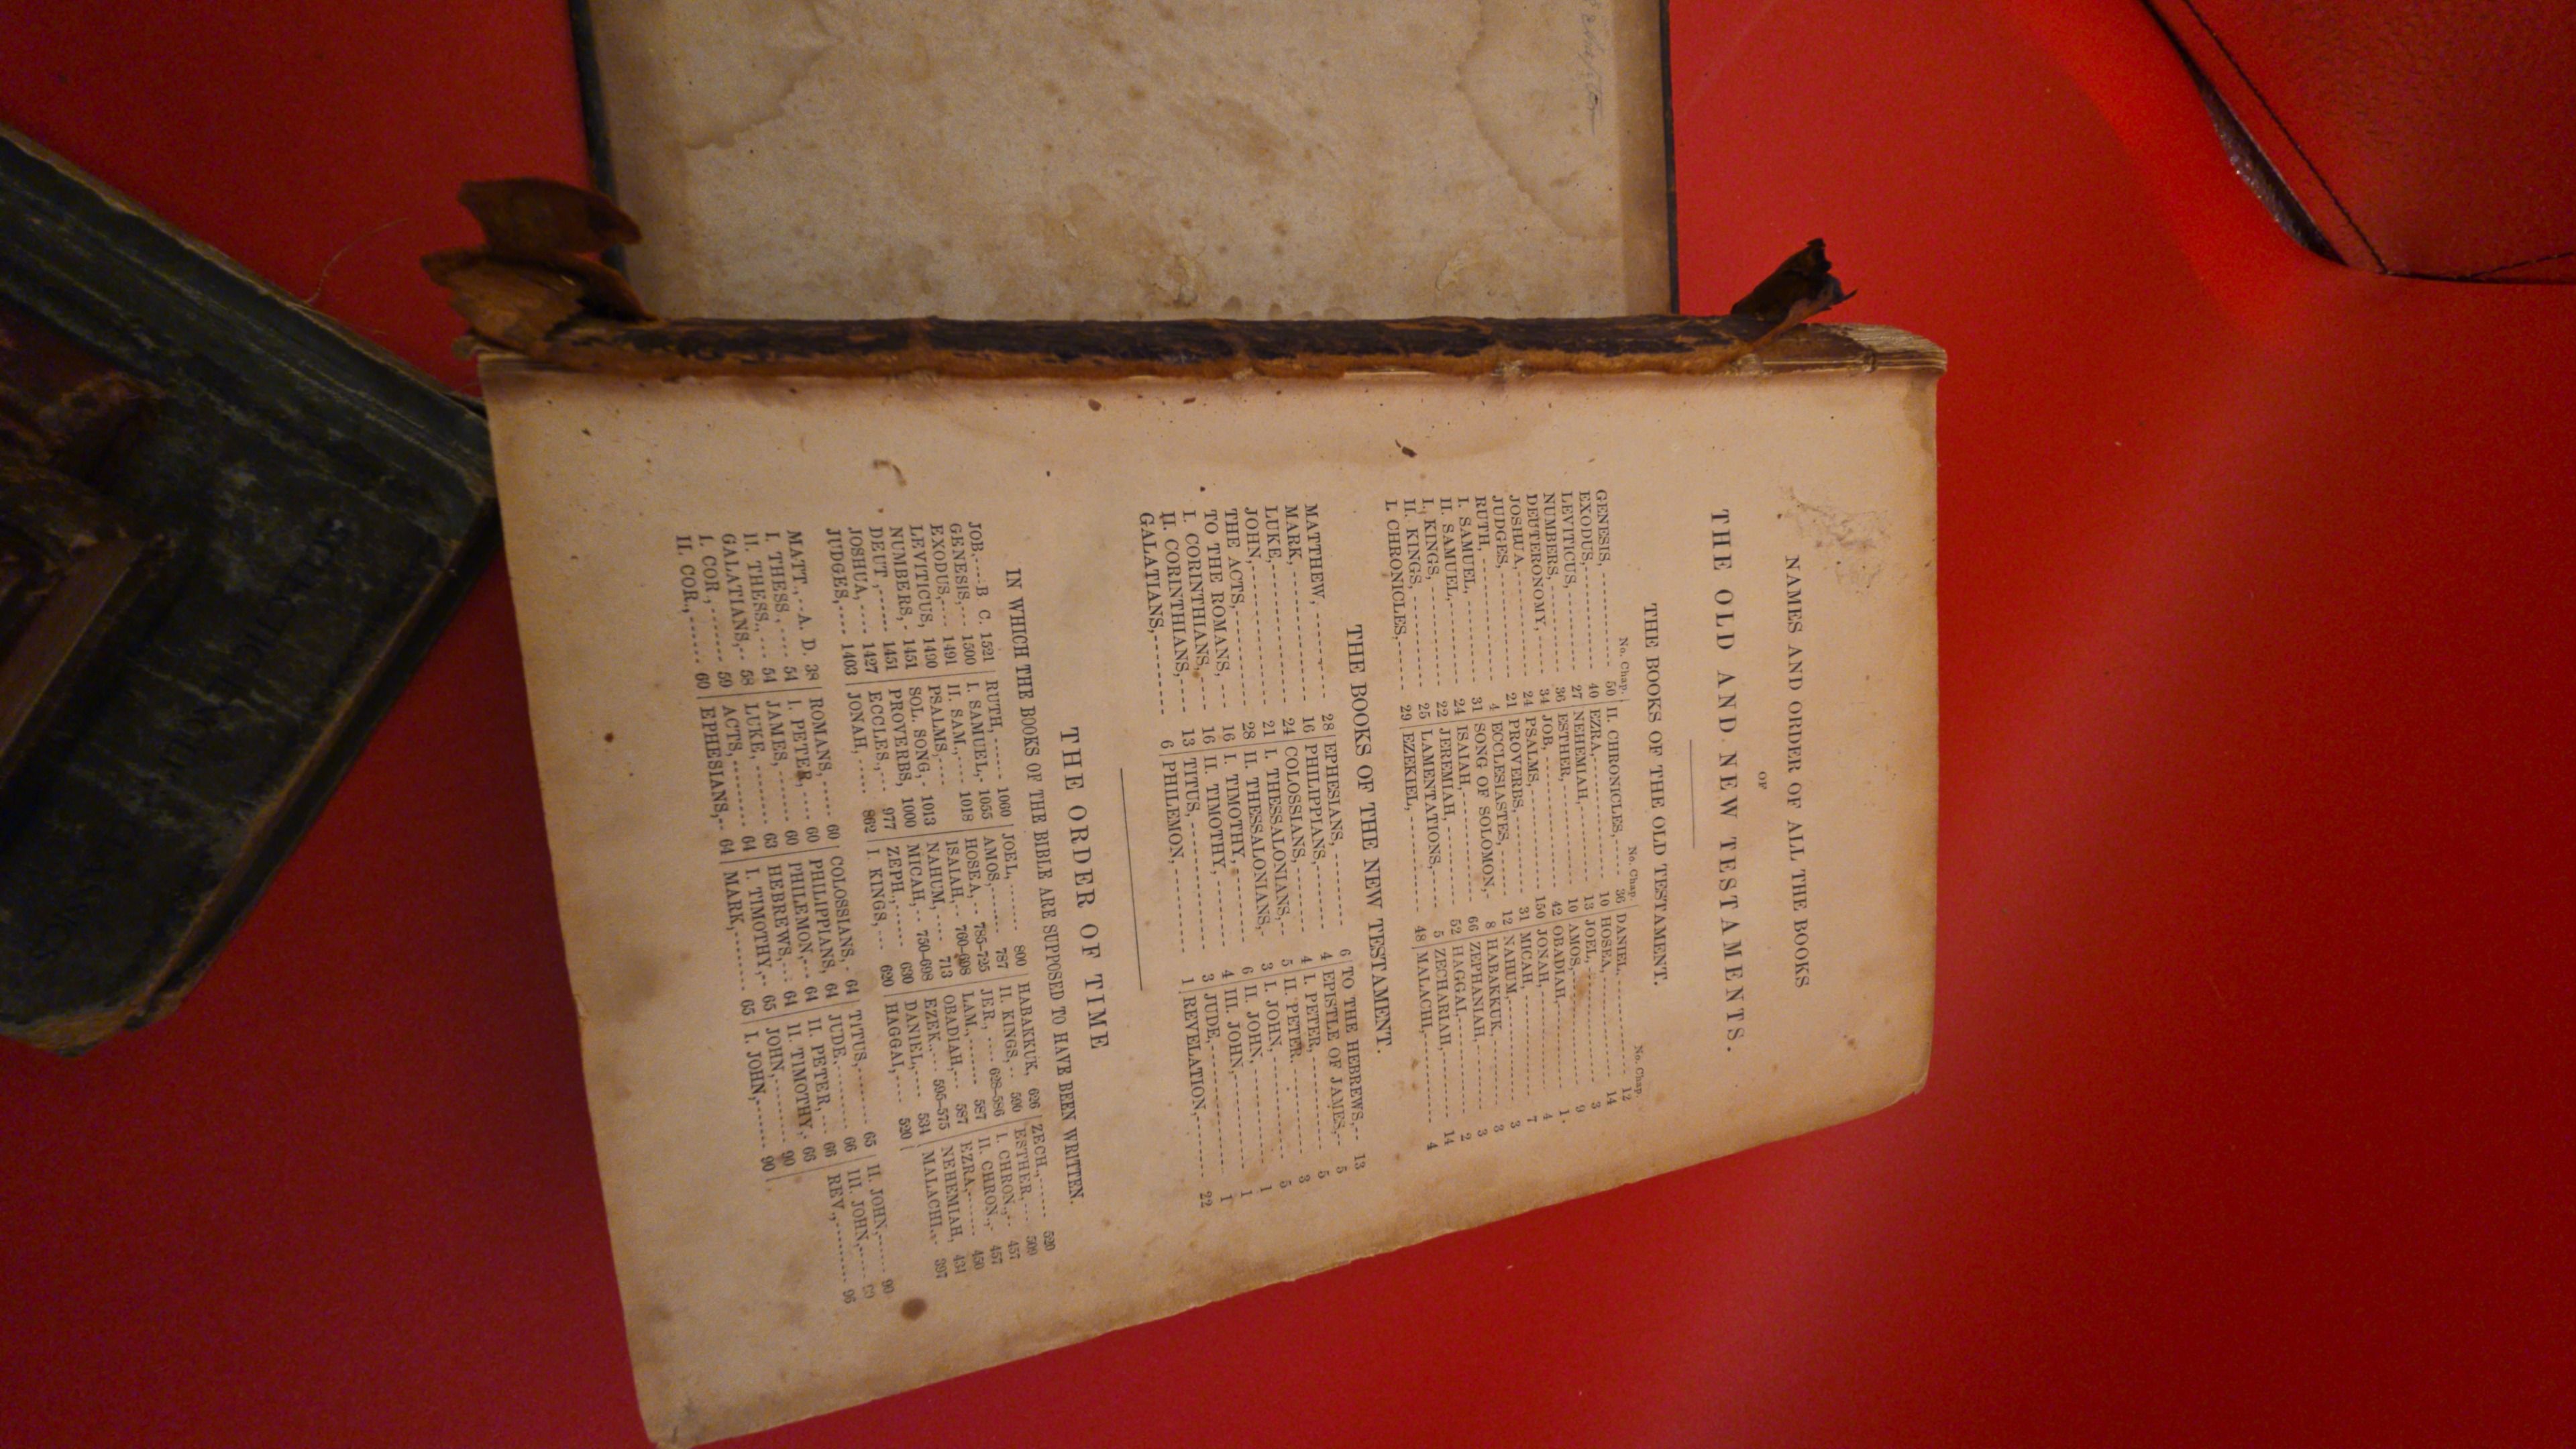 NAMES AND ORDER OF ALL THE BOOKS
OF
THE OLD AND NEW TESTAMENTS.
THE BOOKS OF THE OLD TESTAMENT.
No. Chap. No. Chap. No. Chap.
GENESIS, 50 II. CHRONICLES, 36 DANIEL, 12
EXODUS, 40 EZRA, 10 HOSEA, 14
LEVITICUS, 27 NEHEMIAH, 13 JOEL, 3
NUMBERS, 36 ESTHER, 10 AMOS, 9
DEUTERONOMY, 34 JOB, 42 OBADIAH, 1
JOSHUA, 24 PSALMS, 150 JONAH, 4
JUDGES, 21 PROVERBS, 31 MICAH, 7
RUTH, 4 ECCLESIASTES, 12 NAHUM, 3
I. SAMUEL, 31 SONG OF SOLOMON, 8 HABAKKUK, 3
II. SAMUEL, 24 ISAIAH, 66 ZEPHANIAH, 3
I. KINGS, 22 JEREMIAH, 52 HAGGAI, 2
II. KINGS, 25 LAMENTATIONS, 5 ZECHARIAH, 14
I. CHRONICLES, 29 EZEKIEL, 48 MALACHI, 4
THE BOOKS OF THE NEW TESTAMENT.
MATTHEW, 28 EPHESIANS, 6 TO THE HEBREWS, 13
MARK, 16 PHILIPPIANS, 4 EPISTLE OF JAMES, 5
LUKE, 24 COLOSSIANS, 4 I. PETER, 5
JOHN, 21 I. THESSALONIANS, 5 II. PETER. 3
THE ACTS, 28 II. THESSALONIANS, 3 I. JOHN, 5
TO THE ROMANS, 16 I. TIMOTHY, 6 II. JOHN, 1
I. CORINTHIANS, 16 II. TIMOTHY, 4 III. JOHN, 1
II. CORINTHIANS, 13 TITUS, 3 JUDE, 1
GALATIANS, 6 PHILEMON, 1 REVELATION, 22
THE ORDER OF TIME
IN WHICH THE BOOKS OF THE BIBLE ARE SUPPOSED TO HAVE BEEN WRITTEN.
JOB, B C. 1521 RUTH, 1060 JOEL, 800 HABAKKUK, 626 ZECH., 520
GENESIS, 1500 I. SAMUEL, 1055 AMOS, 787 II. KINGS, 590 ESTHER, 509
EXODUS, 1491 II. SAM., 1018 HOSEA, 785-725 JER., 628-586 I. CHRON., 457
LEVITICUS, 1490 PSALMS, ISAIAH, 760-698 LAM., 587 II. CHRON., 457
NUMBERS, 1451 SOL. SONG, 1013 NAHUM, 713 OBADIAH, 587 EZRA, 450
DEUT., 1451 PROVERBS, 1000 MICAH, 750-698 EZEK., 595-575 NEHEMIAH, 434
JOSHUA, 1427 ECCLES., 977 ZEPH., 630 DANIEL, 534 MALACHI., 397
JUDGES, 1403 JONAH, 862 I. KINGS, 620 HAGGAI, 520
MATT., A. D. 38 ROMANS, 60 COLOSSIANS, 64 TITUS, 65 II. JOHN, 90
I. THESS., 54 I. PETER, 60 PHILIPPIANS, 64 JUDE, 66 III. JOHN,
II. THESS., 54 JAMES, 60 PHILEMON, 64 II. PETER, 66 REV., 96
GALATIANS, 58 LUKE, 63 HEBREWS, 64 II. TIMOTHY, 66
I. COR., 59 ACTS, 64 I. TIMOTHY, 65 JOHN, 90
II. COR., 60 EPHESIANS, 64 MARK, 65 I. JOHN, 90